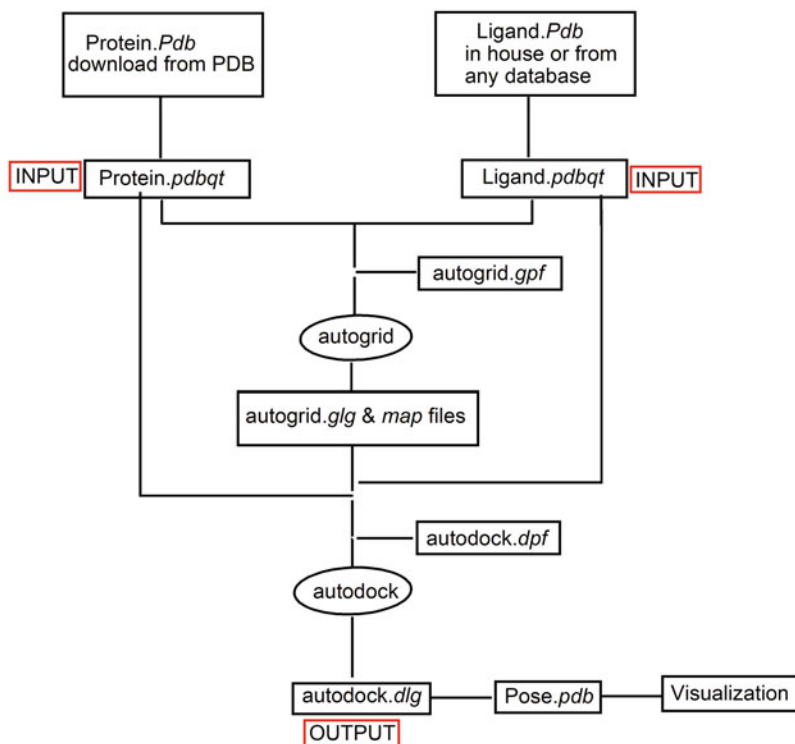 Protein.Pdb
download from PDB
Ligand.Pdb
in house or from
any database
INPUT
Protein.pdbqt
Ligand.pdbqt
INPUT
autogrid.gpf
autogrid
autogrid.glg & map files
autodock.dpf
autodock
autodock.dlg
Pose.pdb
Visualization
OUTPUT